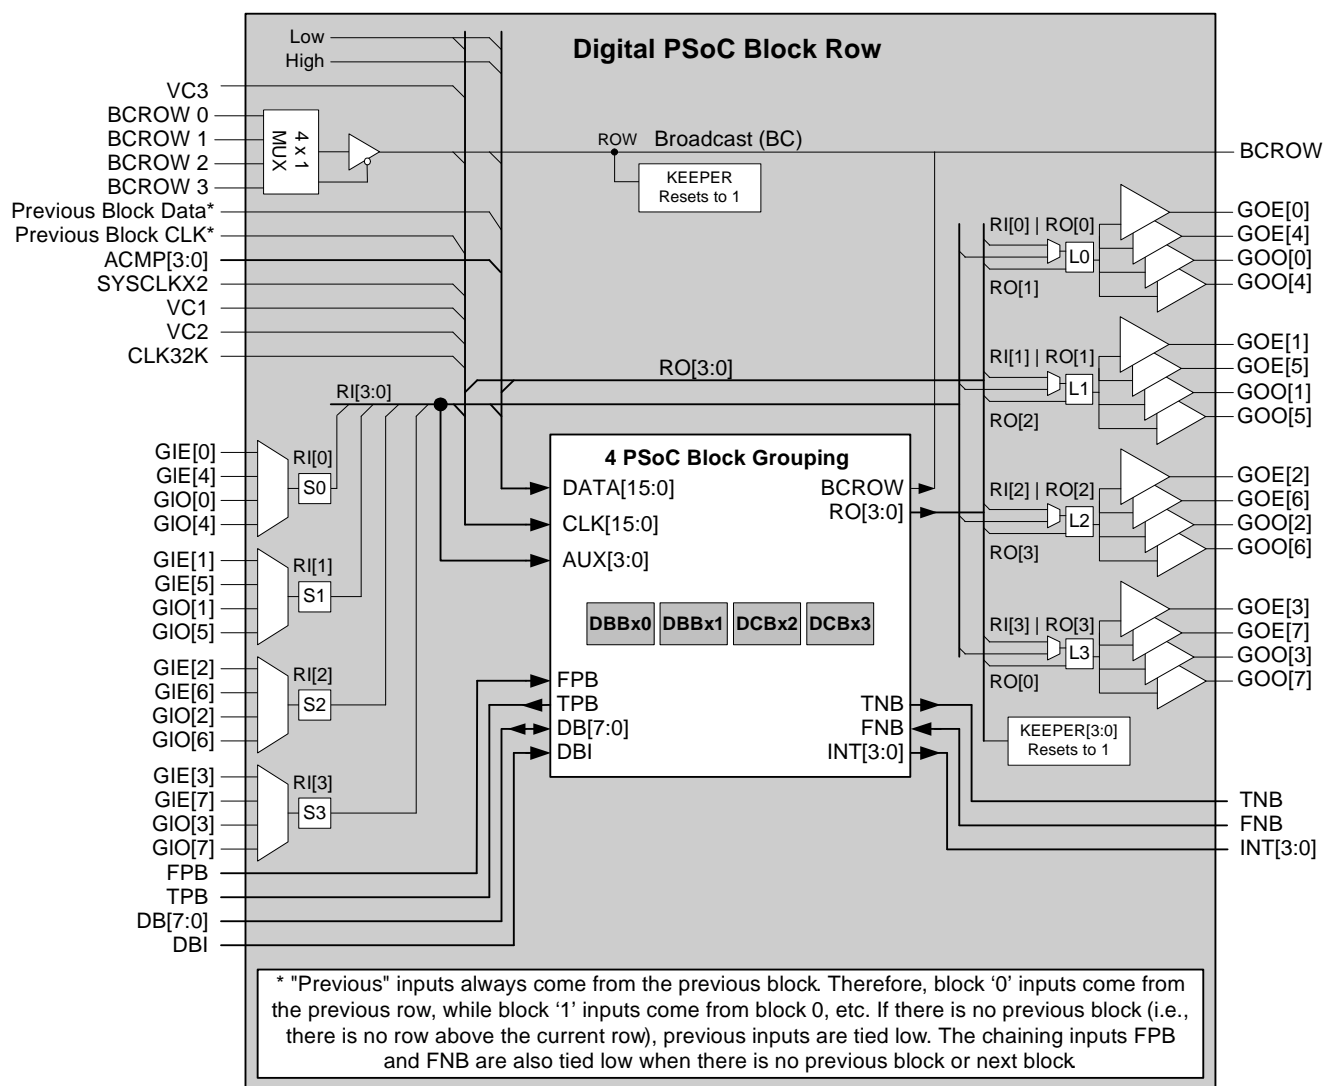 Digital PSoC Block Row
Low
High
VC3
BCROW 0
BCROW 1
BCROW 2
BCROW 3
4 x 1
MUX
ROW
Broadcast (BC)
BCROW
KEEPER
Resets to 1
Previous Block Data*
Previous Block CLK*
ACMP[3:0]
SYSCLKX2
VC1
VC2
CLK32K
RO[3:0]
RI[3:0]
GIE[0]
GIE[4]
GIO[0]
GIO[4]
RI[0]
S0
GIE[1]
GIE[5]
GIO[1]
GIO[5]
RI[1]
S1
GIE[2]
GIE[6]
GIO[2]
GIO[6]
RI[2]
S2
GIE[3]
GIE[7]
GIO[3]
GIO[7]
RI[3]
S3
FPB
TPB
DB[7:0]
DBI
4 PSoC Block Grouping
DATA[15:0]
CLK[15:0]
AUX[3:0]
BCROW
RO[3:0]
DBBx0
DBBx1
DCBx2
DCBx3
FPB
TPB
DB[7:0]
DBI
TNB
FNB
INT[3:0]
RI[0] | RO[0]
L0
RO[1]
GOE[0]
GOE[4]
GOO[0]
GOO[4]
RI[1] | RO[1]
L1
RO[2]
GOE[1]
GOE[5]
GOO[1]
GOO[5]
RI[2] | RO[2]
L2
RO[3]
GOE[2]
GOE[6]
GOO[2]
GOO[6]
RI[3] | RO[3]
L3
RO[0]
GOE[3]
GOE[7]
GOO[3]
GOO[7]
KEEPER[3:0]
Resets to 1
TNB
FNB
INT[3:0]
* "Previous" inputs always come from the previous block. Therefore, block ‘0’ inputs come from
the previous row, while block ‘1’ inputs come from block 0, etc. If there is no previous block (i.e.,
there is no row above the current row), previous inputs are tied low. The chaining inputs FPB
and FNB are also tied low when there is no previous block or next block.